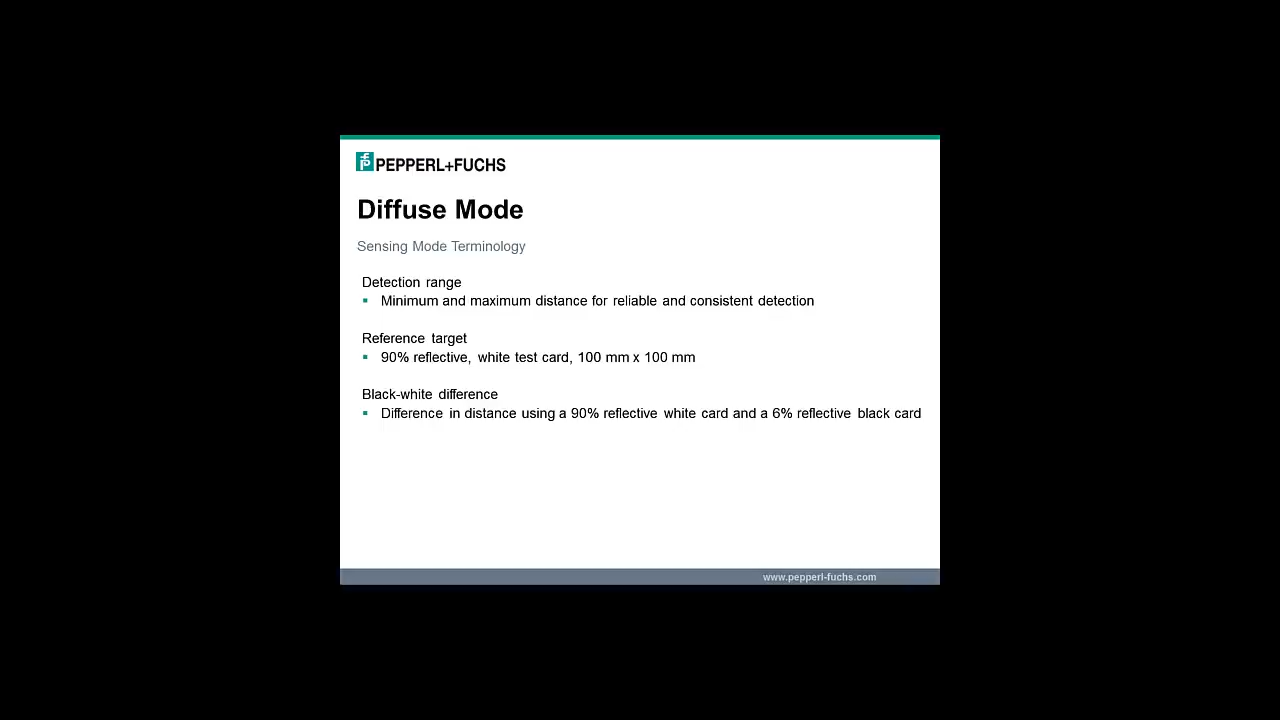 PEPPERL+FUCHS
Diffuse Mode
Sensing Mode Terminology
Detection range
▪ Minimum and maximum distance for reliable and consistent detection
Reference target
▪ 90% reflective, white test card, 100 mm x 100 mm
Black-white difference
▪ Difference in distance using a 90% reflective white card and a 6% reflective black card
www.pepperl-fuchs.com